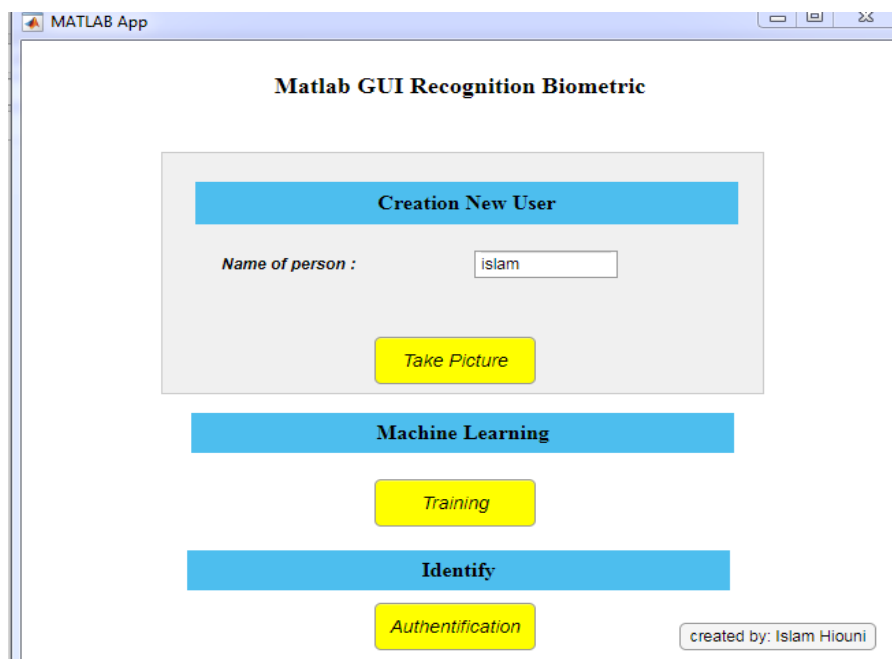 MATLAB App
Matlab GUI Recognition Biometric
Creation New User
Name of person :
islam
Take Picture
Machine Learning
Training
Identify
Authentification
created by: Islam Hiouni